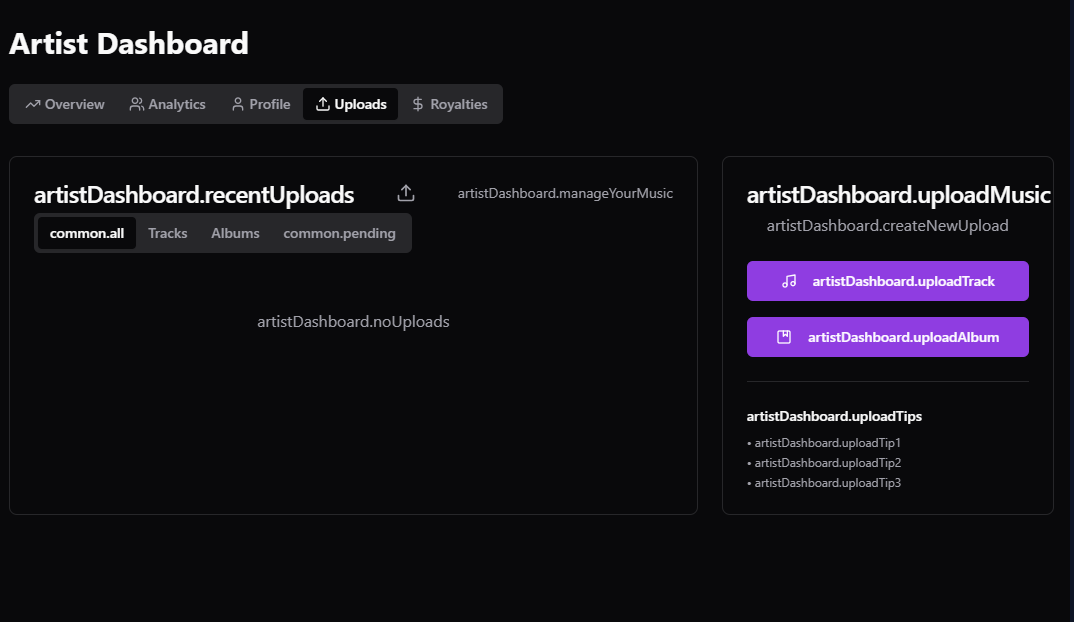 Artist Dashboard
Overview Analytics Profile Uploads Royalties
artistDashboard.recentUploads
artistDashboard.manageYourMusic
common.all Tracks Albums common.pending
artistDashboard.noUploads
artistDashboard.uploadMusic
artistDashboard.createNewUpload
artistDashboard.uploadTrack
artistDashboard.uploadAlbum
artistDashboard.uploadTips
• artistDashboard.uploadTip1
• artistDashboard.uploadTip2
• artistDashboard.uploadTip3